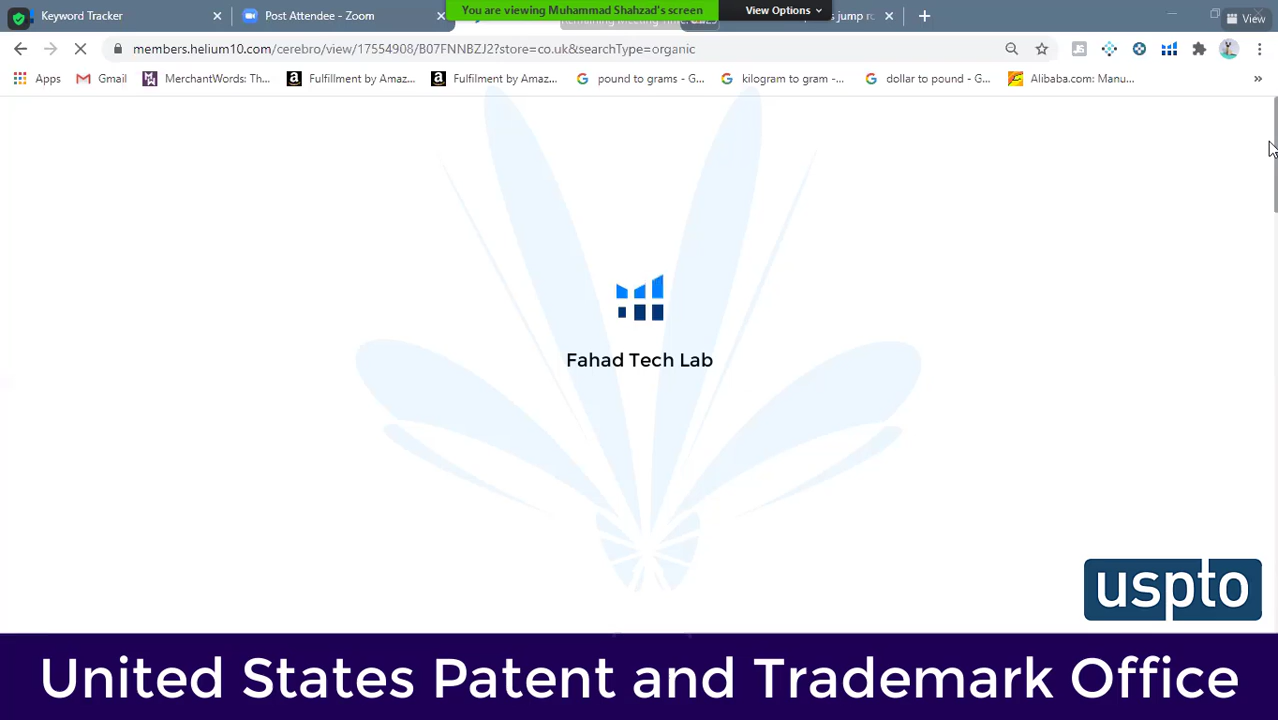 Keyword Tracker
Post Attendee - Zoom
You are viewing Muhammad Shahzad's screen
View Options
s jump ro
View
members.helium10.com/cerebro/view/17554908/B07FNNBZJ2?store=co.uk&searchType=organic
Apps
Gmail
MerchantWords: Th...
Fulfillment by Amaz...
Fulfilment by Amaz...
pound to grams - G...
kilogram to gram -...
dollar to pound - G...
Alibaba.com: Manu...
Fahad Tech Lab
uspto
United States Patent and Trademark Office